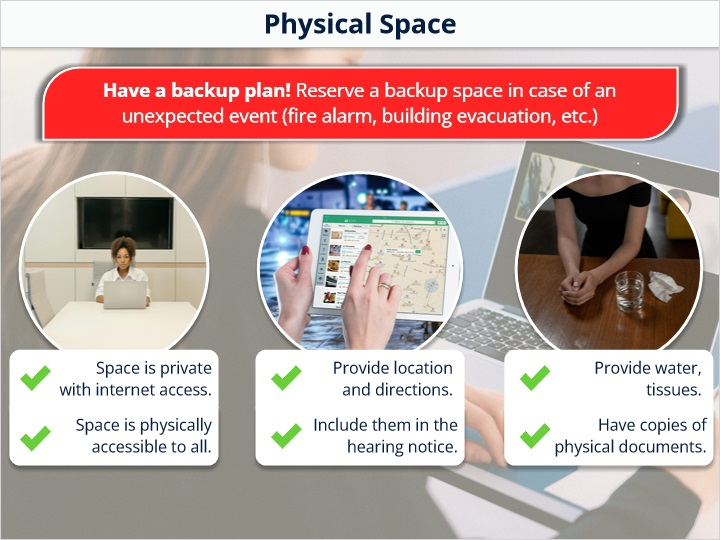 Physical Space
Have a backup plan! Reserve a backup space in case of an
unexpected event (fire alarm, building evacuation, etc.)
Space is private
with internet access.
Space is physically
accessible to all.
Provide location
and directions.
Include them in the
hearing notice.
Provide water,
tissues.
Have copies of
physical documents.